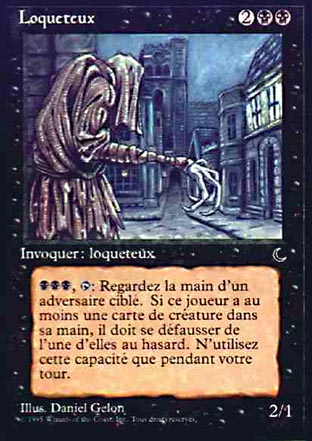 Loqueteux 2
Invoquer : loqueteux
: Regardez la main d'un
adversaire ciblé. Si ce joueur a au
moins une carte de créature dans
sa main, il doit se défausser de
l'une d'elles au hasard. N'utilisez
cette capacité que pendant votre
tour.
Illus. Daniel Gelon
© 1995 Wizards of the Coast, Inc. Tous droits réservés.
2/1